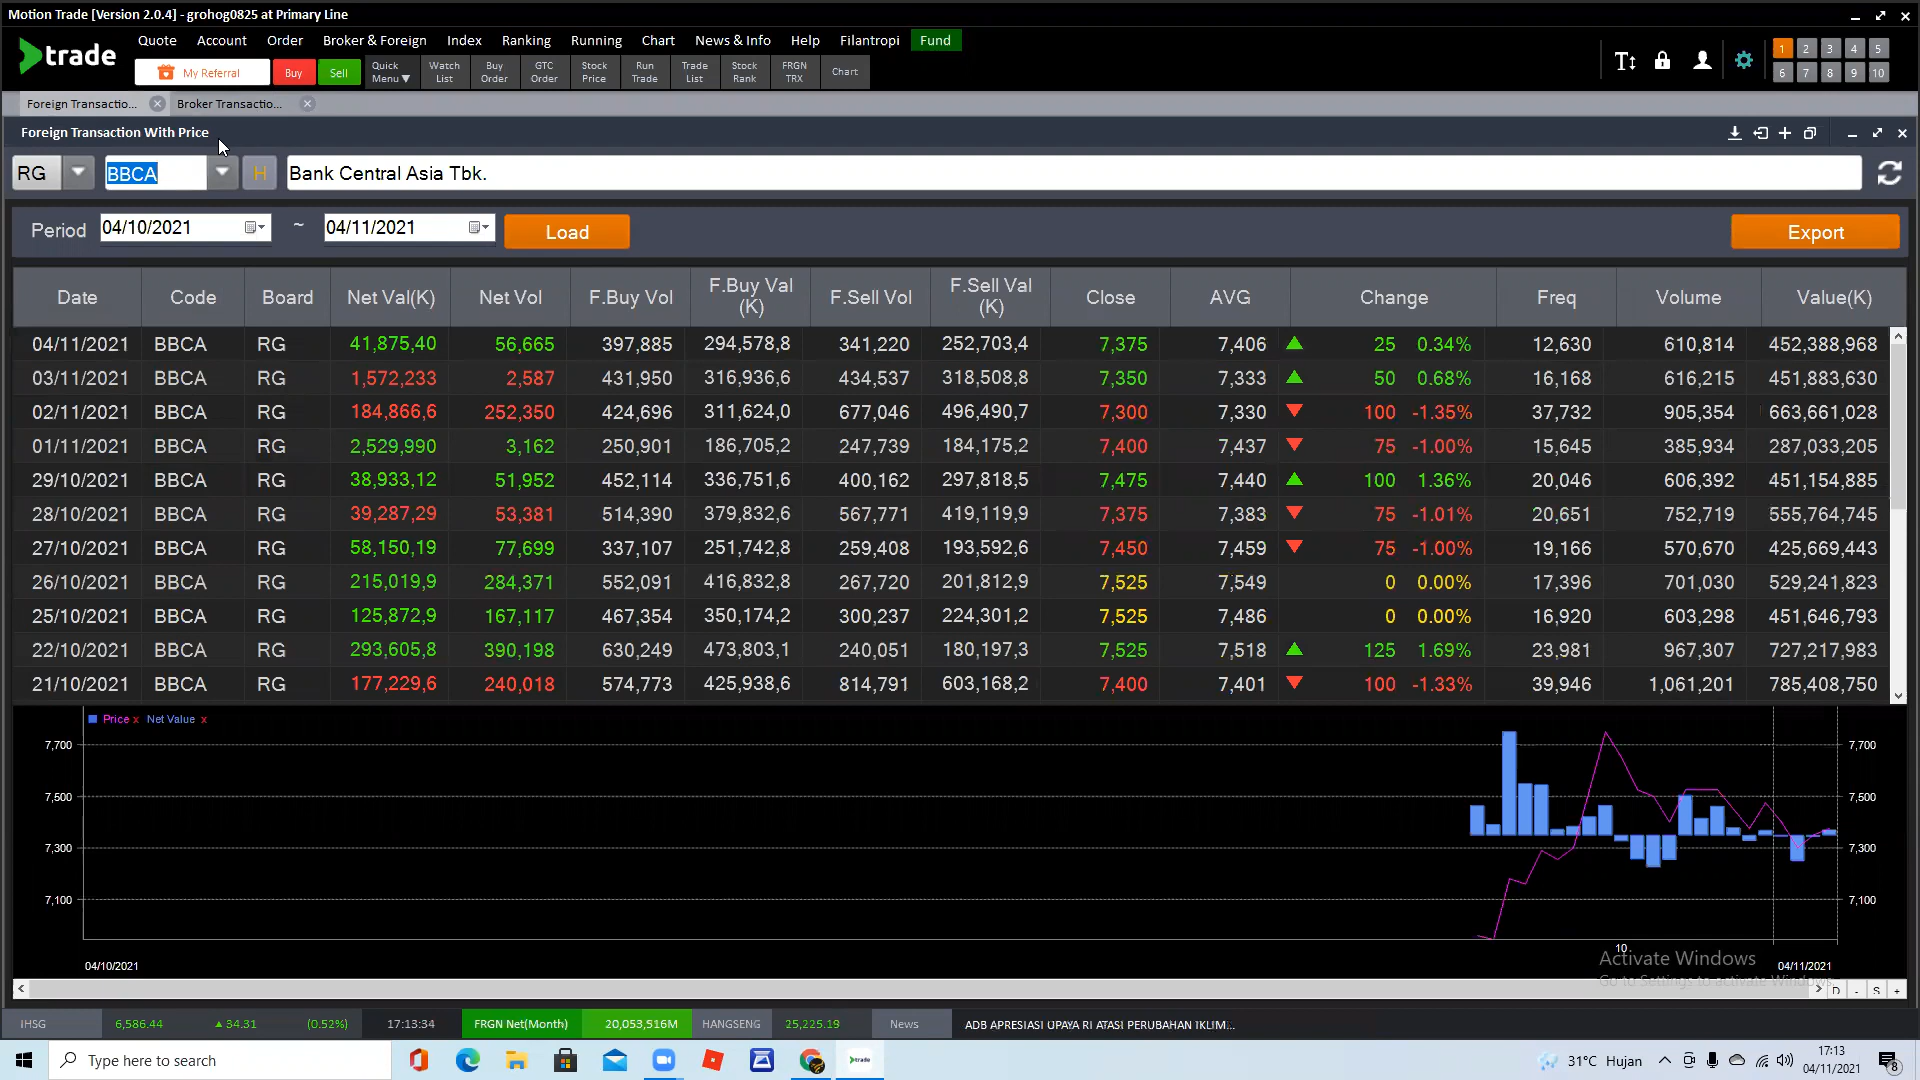 Motion Trade [Version 2.0.4] - grohog0825 at Primary Line
trade
Quote Account Order Broker & Foreign Index Ranking Running Chart News & Info Help Filantropi Fund
My Referral Buy Sell Quick Menu▼ Watch List Buy Order GTC Order Stock Price Run Trade Trade List Stock Rank FRGN TRX Chart
1 2 3 4 5
6 7 8 9 10
Foreign Transactio... Broker Transactio...
Foreign Transaction With Price
RG BBCA H Bank Central Asia Tbk.
Period 04/10/2021 ~ 04/11/2021 Load Export
Date Code Board Net Val(K) Net Vol F.Buy Vol F.Buy Val (K) F.Sell Vol F.Sell Val (K) Close AVG Change Freq Volume Value(K)
04/11/2021 BBCA RG 41,875,40 56,665 397,885 294,578,8 341,220 252,703,4 7,375 7,406 25 0.34% 12,630 610,814 452,388,968
03/11/2021 BBCA RG 1,572,233 2,587 431,950 316,936,6 434,537 318,508,8 7,350 7,333 50 0.68% 16,168 616,215 451,883,630
02/11/2021 BBCA RG 184,866,6 252,350 424,696 311,624,0 677,046 496,490,7 7,300 7,330 100 -1.35% 37,732 905,354 663,661,028
01/11/2021 BBCA RG 2,529,990 3,162 250,901 186,705,2 247,739 184,175,2 7,400 7,437 75 -1.00% 15,645 385,934 287,033,205
29/10/2021 BBCA RG 38,933,12 51,952 452,114 336,751,6 400,162 297,818,5 7,475 7,440 100 1.36% 20,046 606,392 451,154,885
28/10/2021 BBCA RG 39,287,29 53,381 514,390 379,832,6 567,771 419,119,9 7,375 7,383 75 -1.01% 20,651 752,719 555,764,745
27/10/2021 BBCA RG 58,150,19 77,699 337,107 251,742,8 259,408 193,592,6 7,450 7,459 75 -1.00% 19,166 570,670 425,669,443
26/10/2021 BBCA RG 215,019,9 284,371 552,091 416,832,8 267,720 201,812,9 7,525 7,549 0 0.00% 17,396 701,030 529,241,823
25/10/2021 BBCA RG 125,872,9 167,117 467,354 350,174,2 300,237 224,301,2 7,525 7,486 0 0.00% 16,920 603,298 451,646,793
22/10/2021 BBCA RG 293,605,8 390,198 630,249 473,803,1 240,051 180,197,3 7,525 7,518 125 1.69% 23,981 967,307 727,217,983
21/10/2021 BBCA RG 177,229,6 240,018 574,773 425,938,6 814,791 603,168,2 7,400 7,401 100 -1.33% 39,946 1,061,201 785,408,750
Price x Net Value x
7,700 7,700
7,500 7,500
7,300 7,300
7,100 7,100
10
Activate Windows
04/10/2021 04/11/2021
Go to Settings to activate Windows.
D - S +
IHSG 6,586.44 ▲ 34.31 (0.52%) 17:13:34 FRGN Net(Month) 20,053,516M HANGSENG 25,225.19 News ADB APRESIASI UPAYA RI ATASI PERUBAHAN IKLIM...
Type here to search trade 31°C Hujan 17:13
04/11/2021 8